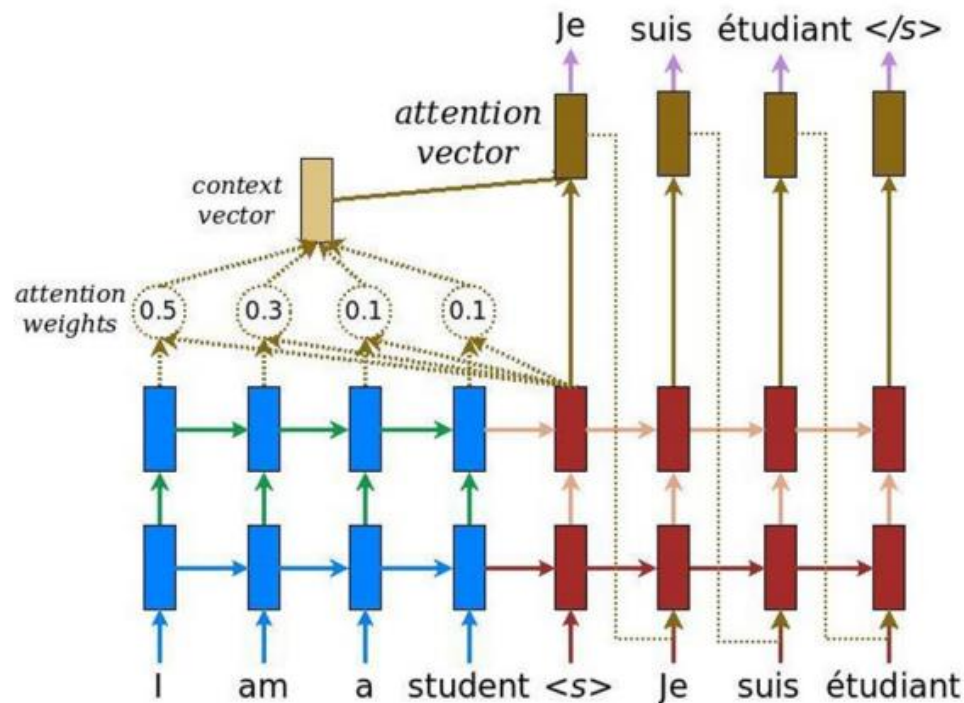 Je suis étudiant </s>
attention
vector
context
vector
attention
weights
0.5 0.3 0.1 0.1
I am a student <s> Je suis étudiant